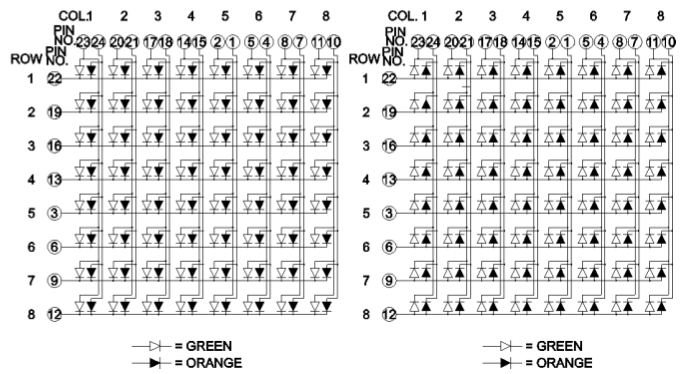 COL.1 2 3 4 5 6 7 8
PIN
NO. 23 24 20 21 17 18 14 15 2 1 5 4 8 7 11 10
PIN
ROW NO.
1 22
2 19
3 16
4 13
5 3
6 6
7 9
8 12
= GREEN
= ORANGE
COL. 1 2 3 4 5 6 7 8
PIN
NO. 23 24 20 21 17 18 14 15 2 1 5 4 8 7 11 10
PIN
ROW NO.
1 22
2 19
3 16
4 13
5 3
6 6
7 9
8 12
= GREEN
= ORANGE